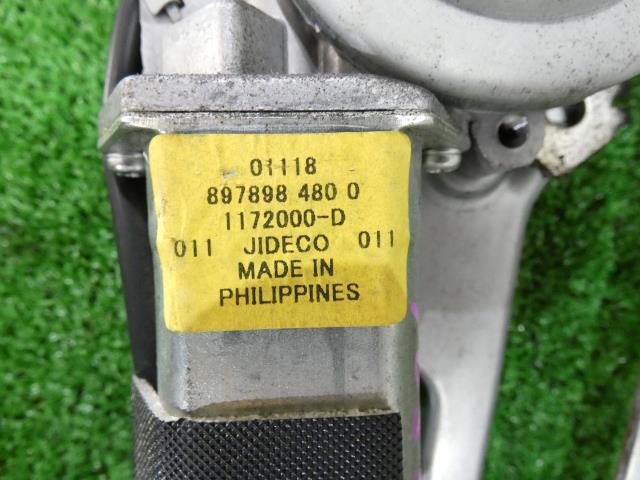 01118
897898 480 0
1172000-D
011 JIDECO 011
MADE IN
PHILIPPINES